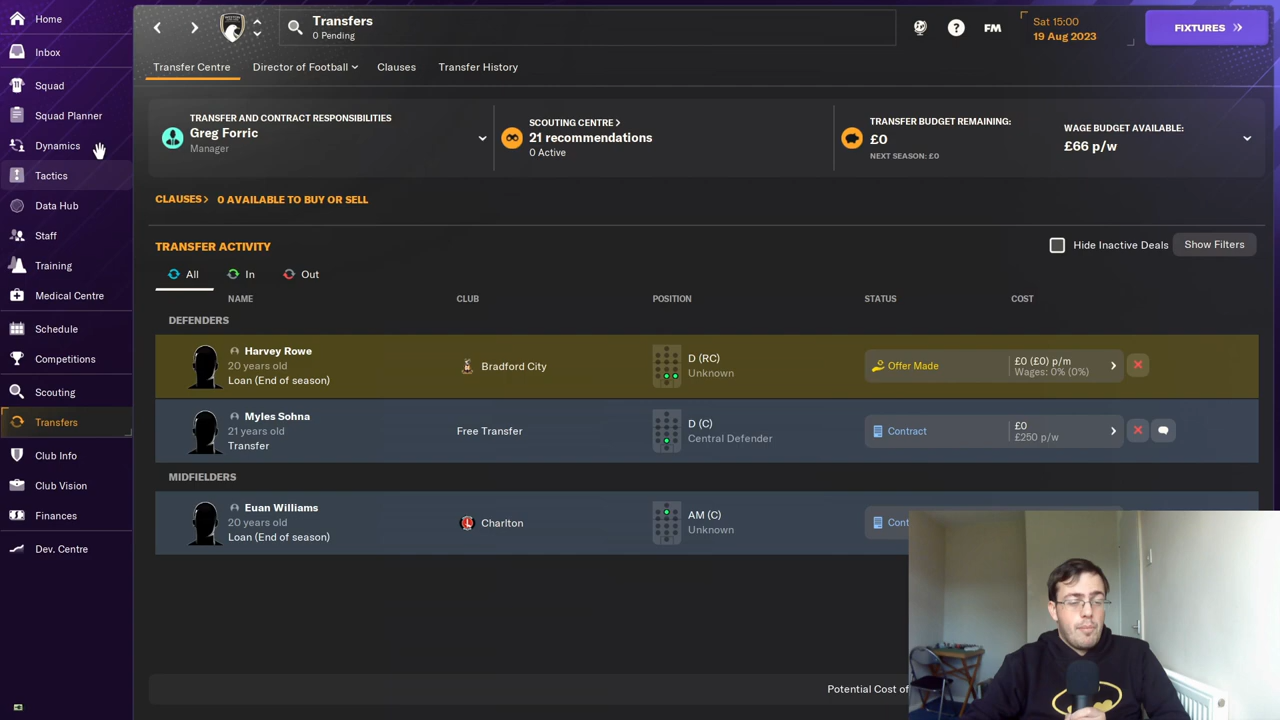 Home
Inbox
Squad
Squad Planner
Dynamics
Tactics
Data Hub
Staff
Training
Medical Centre
Schedule
Competitions
Scouting
Transfers
Club Info
Club Vision
Finances
Dev. Centre
Transfers
0 Pending
?
FM
Sat 15:00
19 Aug 2023
FIXTURES
Transfer Centre
Director of Football
Clauses
Transfer History
TRANSFER AND CONTRACT RESPONSIBILITIES
Greg Forric
Manager
SCOUTING CENTRE >
21 recommendations
0 Active
TRANSFER BUDGET REMAINING:
£0
NEXT SEASON: £0
WAGE BUDGET AVAILABLE:
£66 p/w
CLAUSES > 0 AVAILABLE TO BUY OR SELL
TRANSFER ACTIVITY
Hide Inactive Deals
Show Filters
All
In
Out
NAME CLUB POSITION STATUS COST
DEFENDERS
Harvey Rowe
20 years old
Loan (End of season)
Bradford City
D (RC)
Unknown
Offer Made
£0 (£0) p/m
Wages: 0% (0%)
Myles Sohna
21 years old
Transfer
Free Transfer
D (C)
Central Defender
Contract
£0
£250 p/w
MIDFIELDERS
Euan Williams
20 years old
Loan (End of season)
Charlton
AM (C)
Unknown
Cont
Potential Cost of